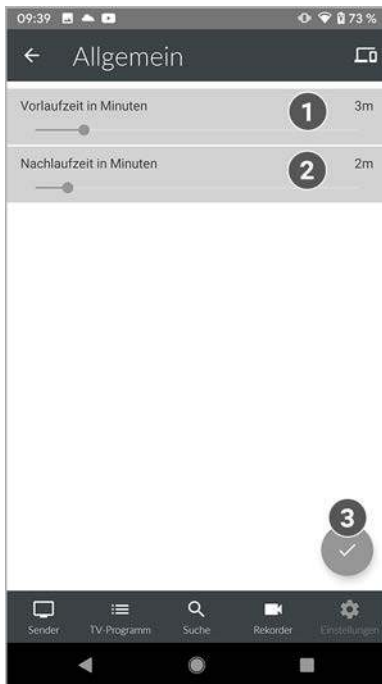 09:39 73 %
Allgemein
Vorlaufzeit in Minuten 1 3m
Nachlaufzeit in Minuten 2 2m
3
Sender TV-Programm Suche Rekorder Einstellungen